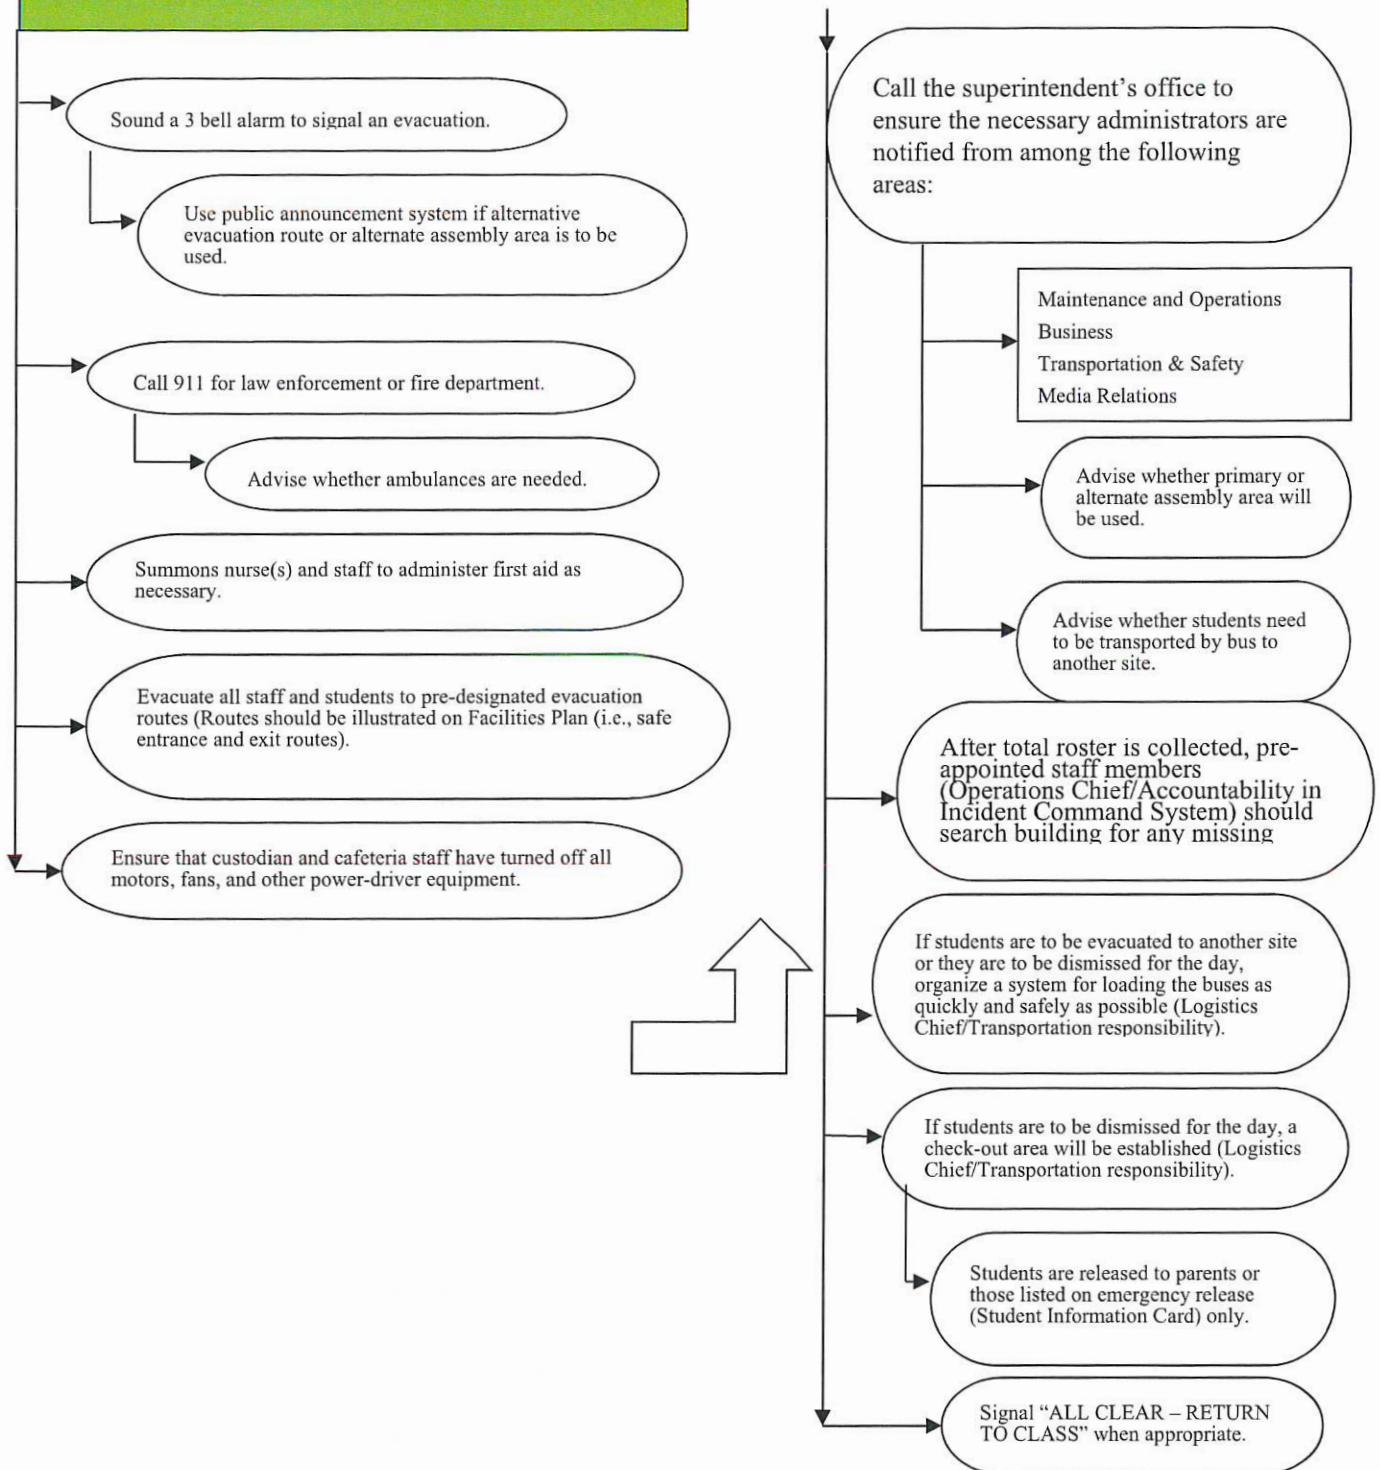 Sound a 3 bell alarm to signal an evacuation.
Use public announcement system if alternative
evacuation route or alternate assembly area is to be
used.
Call 911 for law enforcement or fire department.
Advise whether ambulances are needed.
Summons nurse(s) and staff to administer first aid as
necessary.
Evacuate all staff and students to pre-designated evacuation
routes (Routes should be illustrated on Facilities Plan (i.e., safe
entrance and exit routes).
Ensure that custodian and cafeteria staff have turned off all
motors, fans, and other power-driver equipment.
Call the superintendent's office to
ensure the necessary administrators are
notified from among the following
areas:
Maintenance and Operations
Business
Transportation & Safety
Media Relations
Advise whether primary or
alternate assembly area will
be used.
Advise whether students need
to be transported by bus to
another site.
After total roster is collected, pre-
appointed staff members
(Operations Chief/Accountability in
Incident Command System) should
search building for any missing
If students are to be evacuated to another site
or they are to be dismissed for the day,
organize a system for loading the buses as
quickly and safely as possible (Logistics
Chief/Transportation responsibility).
If students are to be dismissed for the day, a
check-out area will be established (Logistics
Chief/Transportation responsibility).
Students are released to parents or
those listed on emergency release
(Student Information Card) only.
Signal "ALL CLEAR – RETURN
TO CLASS" when appropriate.